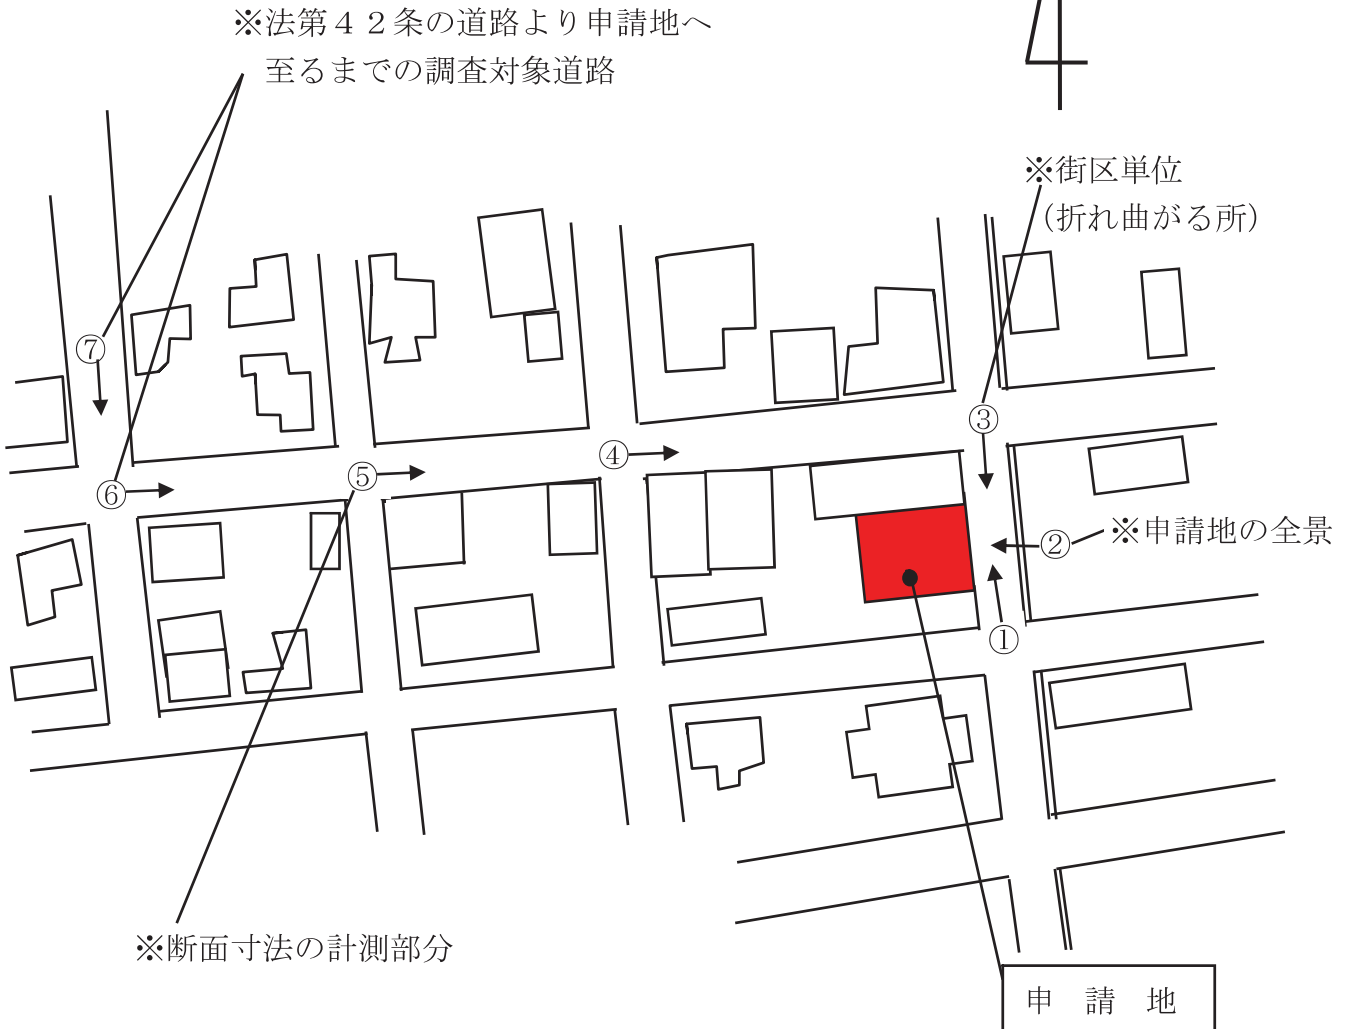 ※法第４２条の道路より申請地へ
至るまでの調査対象道路
※街区単位
（折れ曲がる所）
⑦
③
④
⑤
⑥
②
※申請地の全景
①
※断面寸法の計測部分
申 請 地